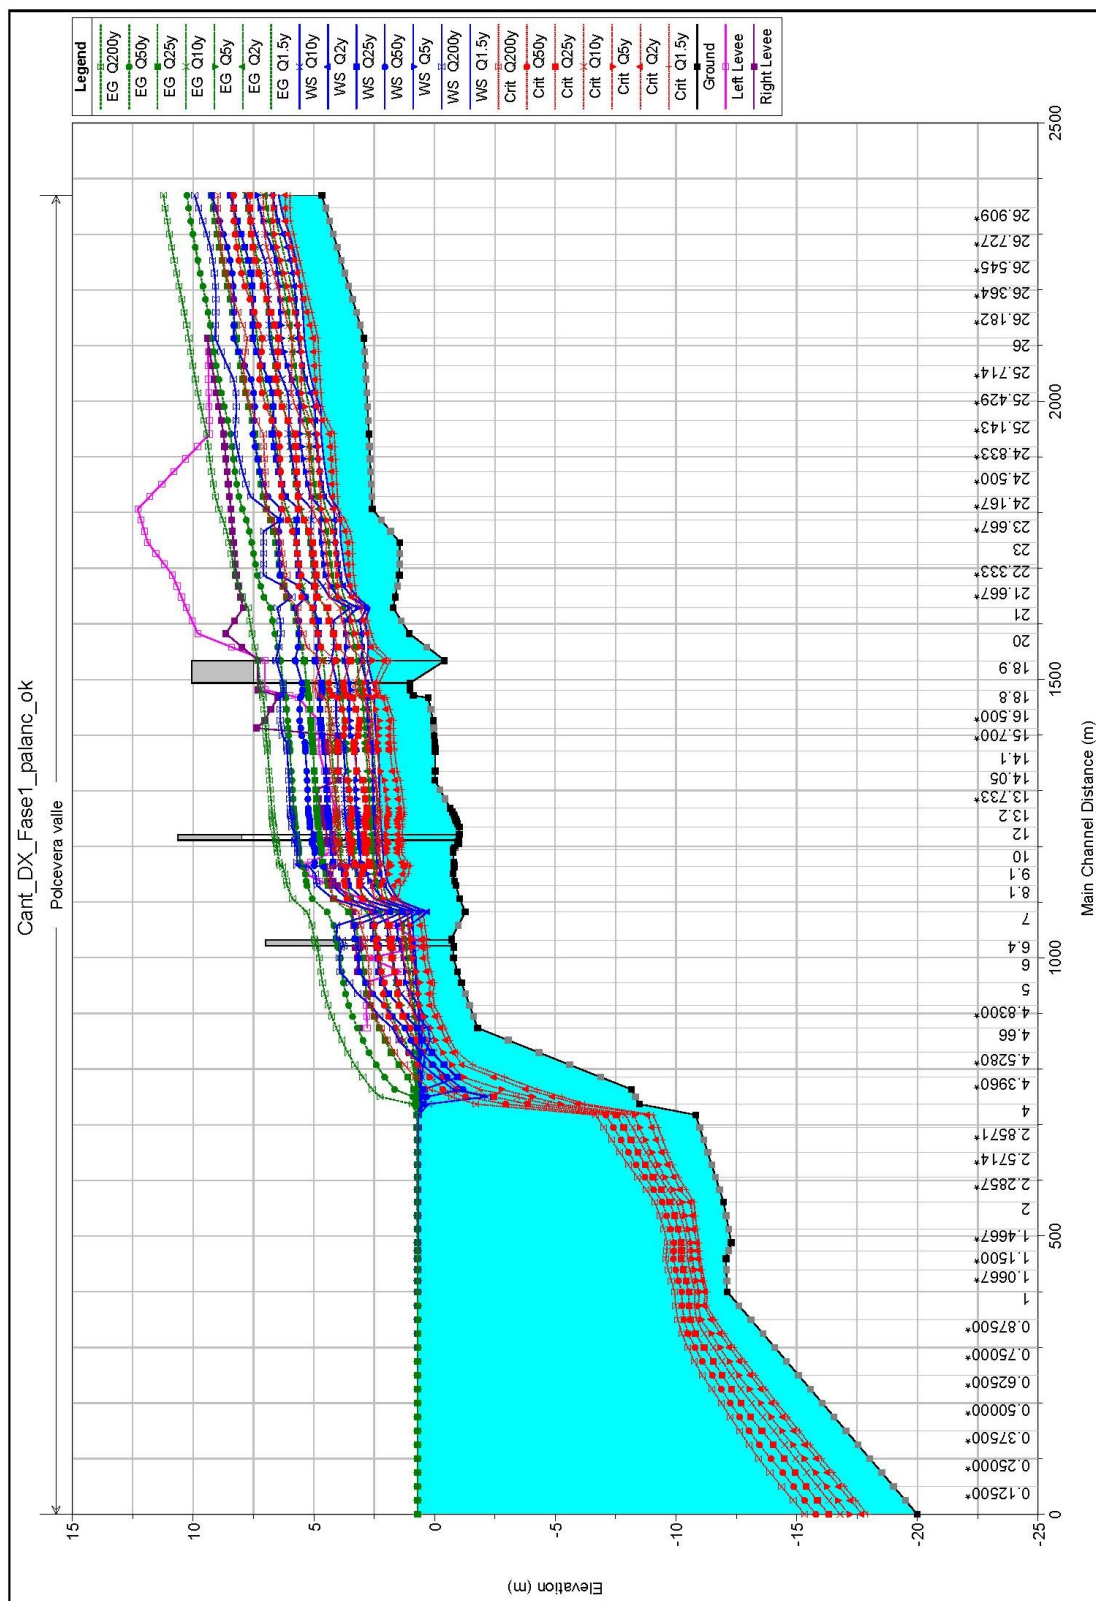 Cant_DX_Fase1_palanc_ok
Polcevera valle
Legend
EG Q200y
EG Q50y
EG Q25y
EG Q10y
EG Q5y
EG Q2y
EG Q1.5y
WS Q10y
WS Q2y
WS Q25y
WS Q50y
WS Q5y
WS Q200y
WS Q1.5y
Crit Q200y
Crit Q50y
Crit Q25y
Crit Q10y
Crit Q5y
Crit Q2y
Crit Q1.5y
Ground
Left Levee
Right Levee
Elevation (m)
15
10
5
0
-5
-10
-15
-20
-25
0.12500*
0.25000*
0.37500*
0.50000*
0.62500*
0.75000*
0.87500*
1
1.0667*
1.1500*
1.4667*
2
2.2857*
2.5714*
2.8571*
4
4.3960*
4.5280*
4.66
4.8300*
5
6
6.4
7
8.1
9.1
10
12
13.2
13.733*
14.05
14.1
15.700*
16.500*
18.8
18.9
20
21
21.667*
22.333*
23
23.667*
24.167*
24.500*
24.833*
25.143*
25.429*
25.714*
26
26.182*
26.364*
26.545*
26.727*
26.909*
0
500
1000
1500
2000
2500
Main Channel Distance (m)